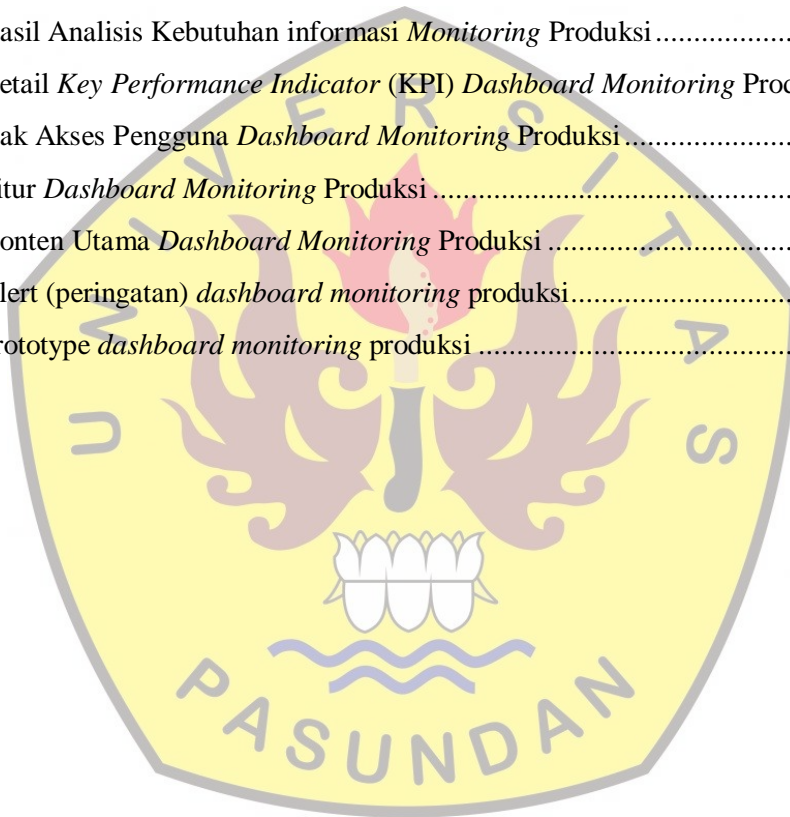 asil Analisis Kebutuhan informasi Monitoring Produksi..............
etail Key Performance Indicator (KPI) Dashboard Monitoring Prod
ak Akses Pengguna Dashboard Monitoring Produksi..................
itur Dashboard Monitoring Produksi..........................................
onten Utama Dashboard Monitoring Produksi............................
lert (peringatan) dashboard monitoring produksi.........................
rototype dashboard monitoring produksi....................................
UNIVERSITAS
PASUNDAN